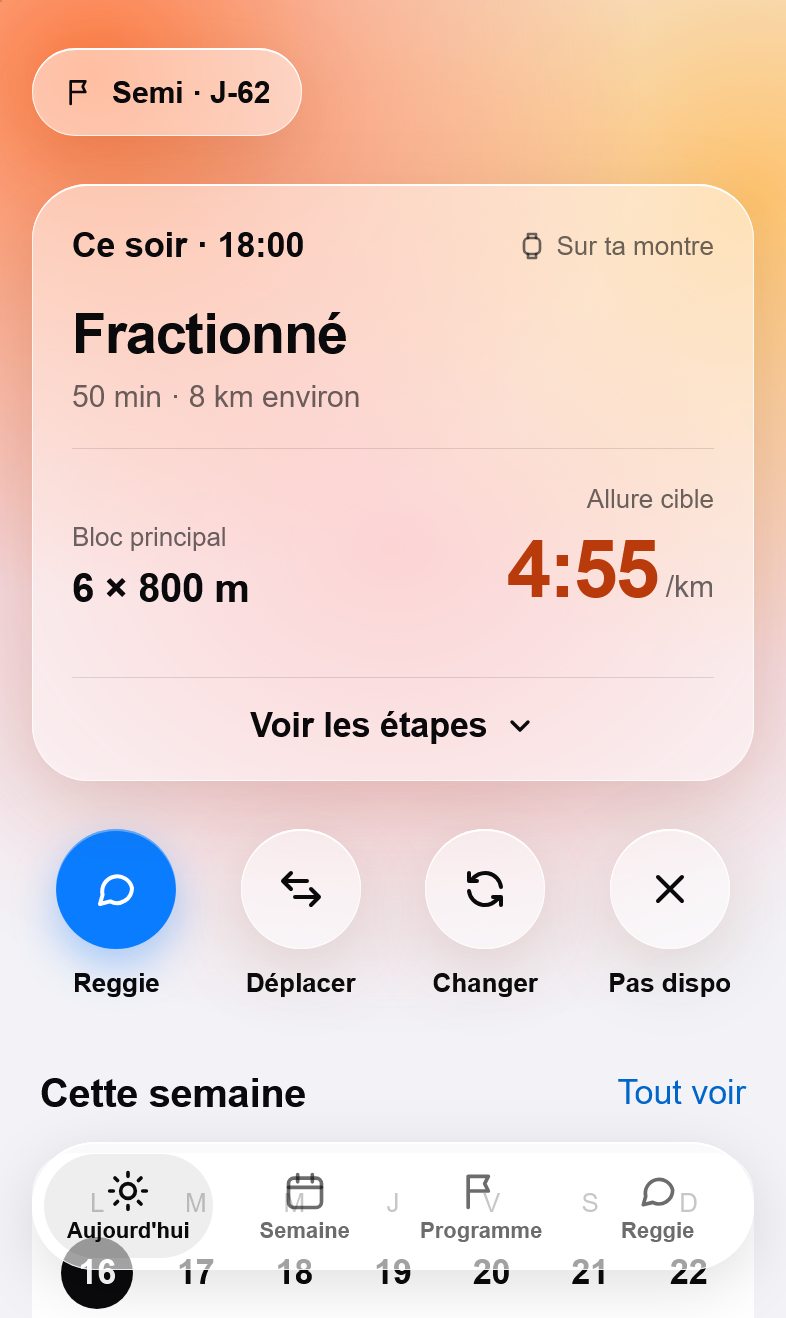 Semi · J-62
Ce soir · 18:00
Sur ta montre
Fractionné
50 min · 8 km environ
Allure cible
Bloc principal
4:55 /km
6 × 800 m
Voir les étapes
Reggie
Déplacer
Changer
Pas dispo
Cette semaine
Tout voir
L M M J V S D
Aujourd'hui
Semaine
Programme
Reggie
16 17 18 19 20 21 22